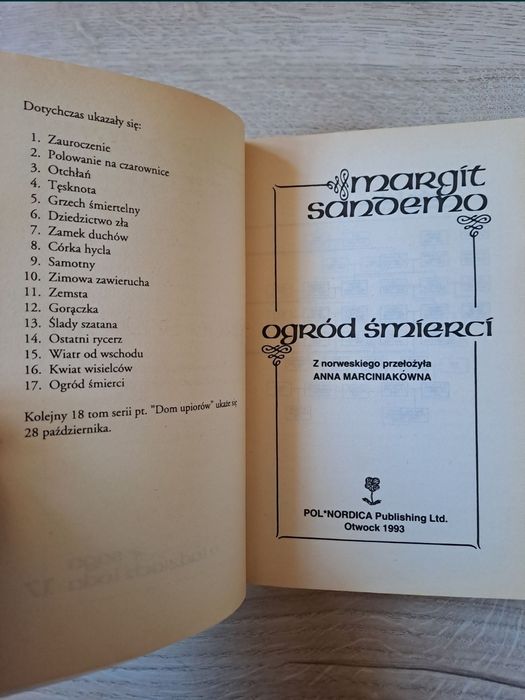 Dotychczas ukazały się:
1. Zauroczenie
2. Polowanie na czarownice
3. Otchłań
4. Tęsknota
5. Grzech śmiertelny
6. Dziedzictwo zła
7. Zamek duchów
8. Córka hycla
9. Samotny
10. Zimowa zawierucha
11. Zemsta
12. Gorączka
13. Ślady szatana
14. Ostatni rycerz
15. Wiatr od wschodu
16. Kwiat wisielców
17. Ogród śmierci
Kolejny 18 tom serii pt. "Dom upiorów" ukaże się
28 października.
margit
sandemo
ogród śmierci
Z norweskiego przełożyła
ANNA MARCINIAKÓWNA
POL*NORDICA Publishing Ltd.
Otwock 1993